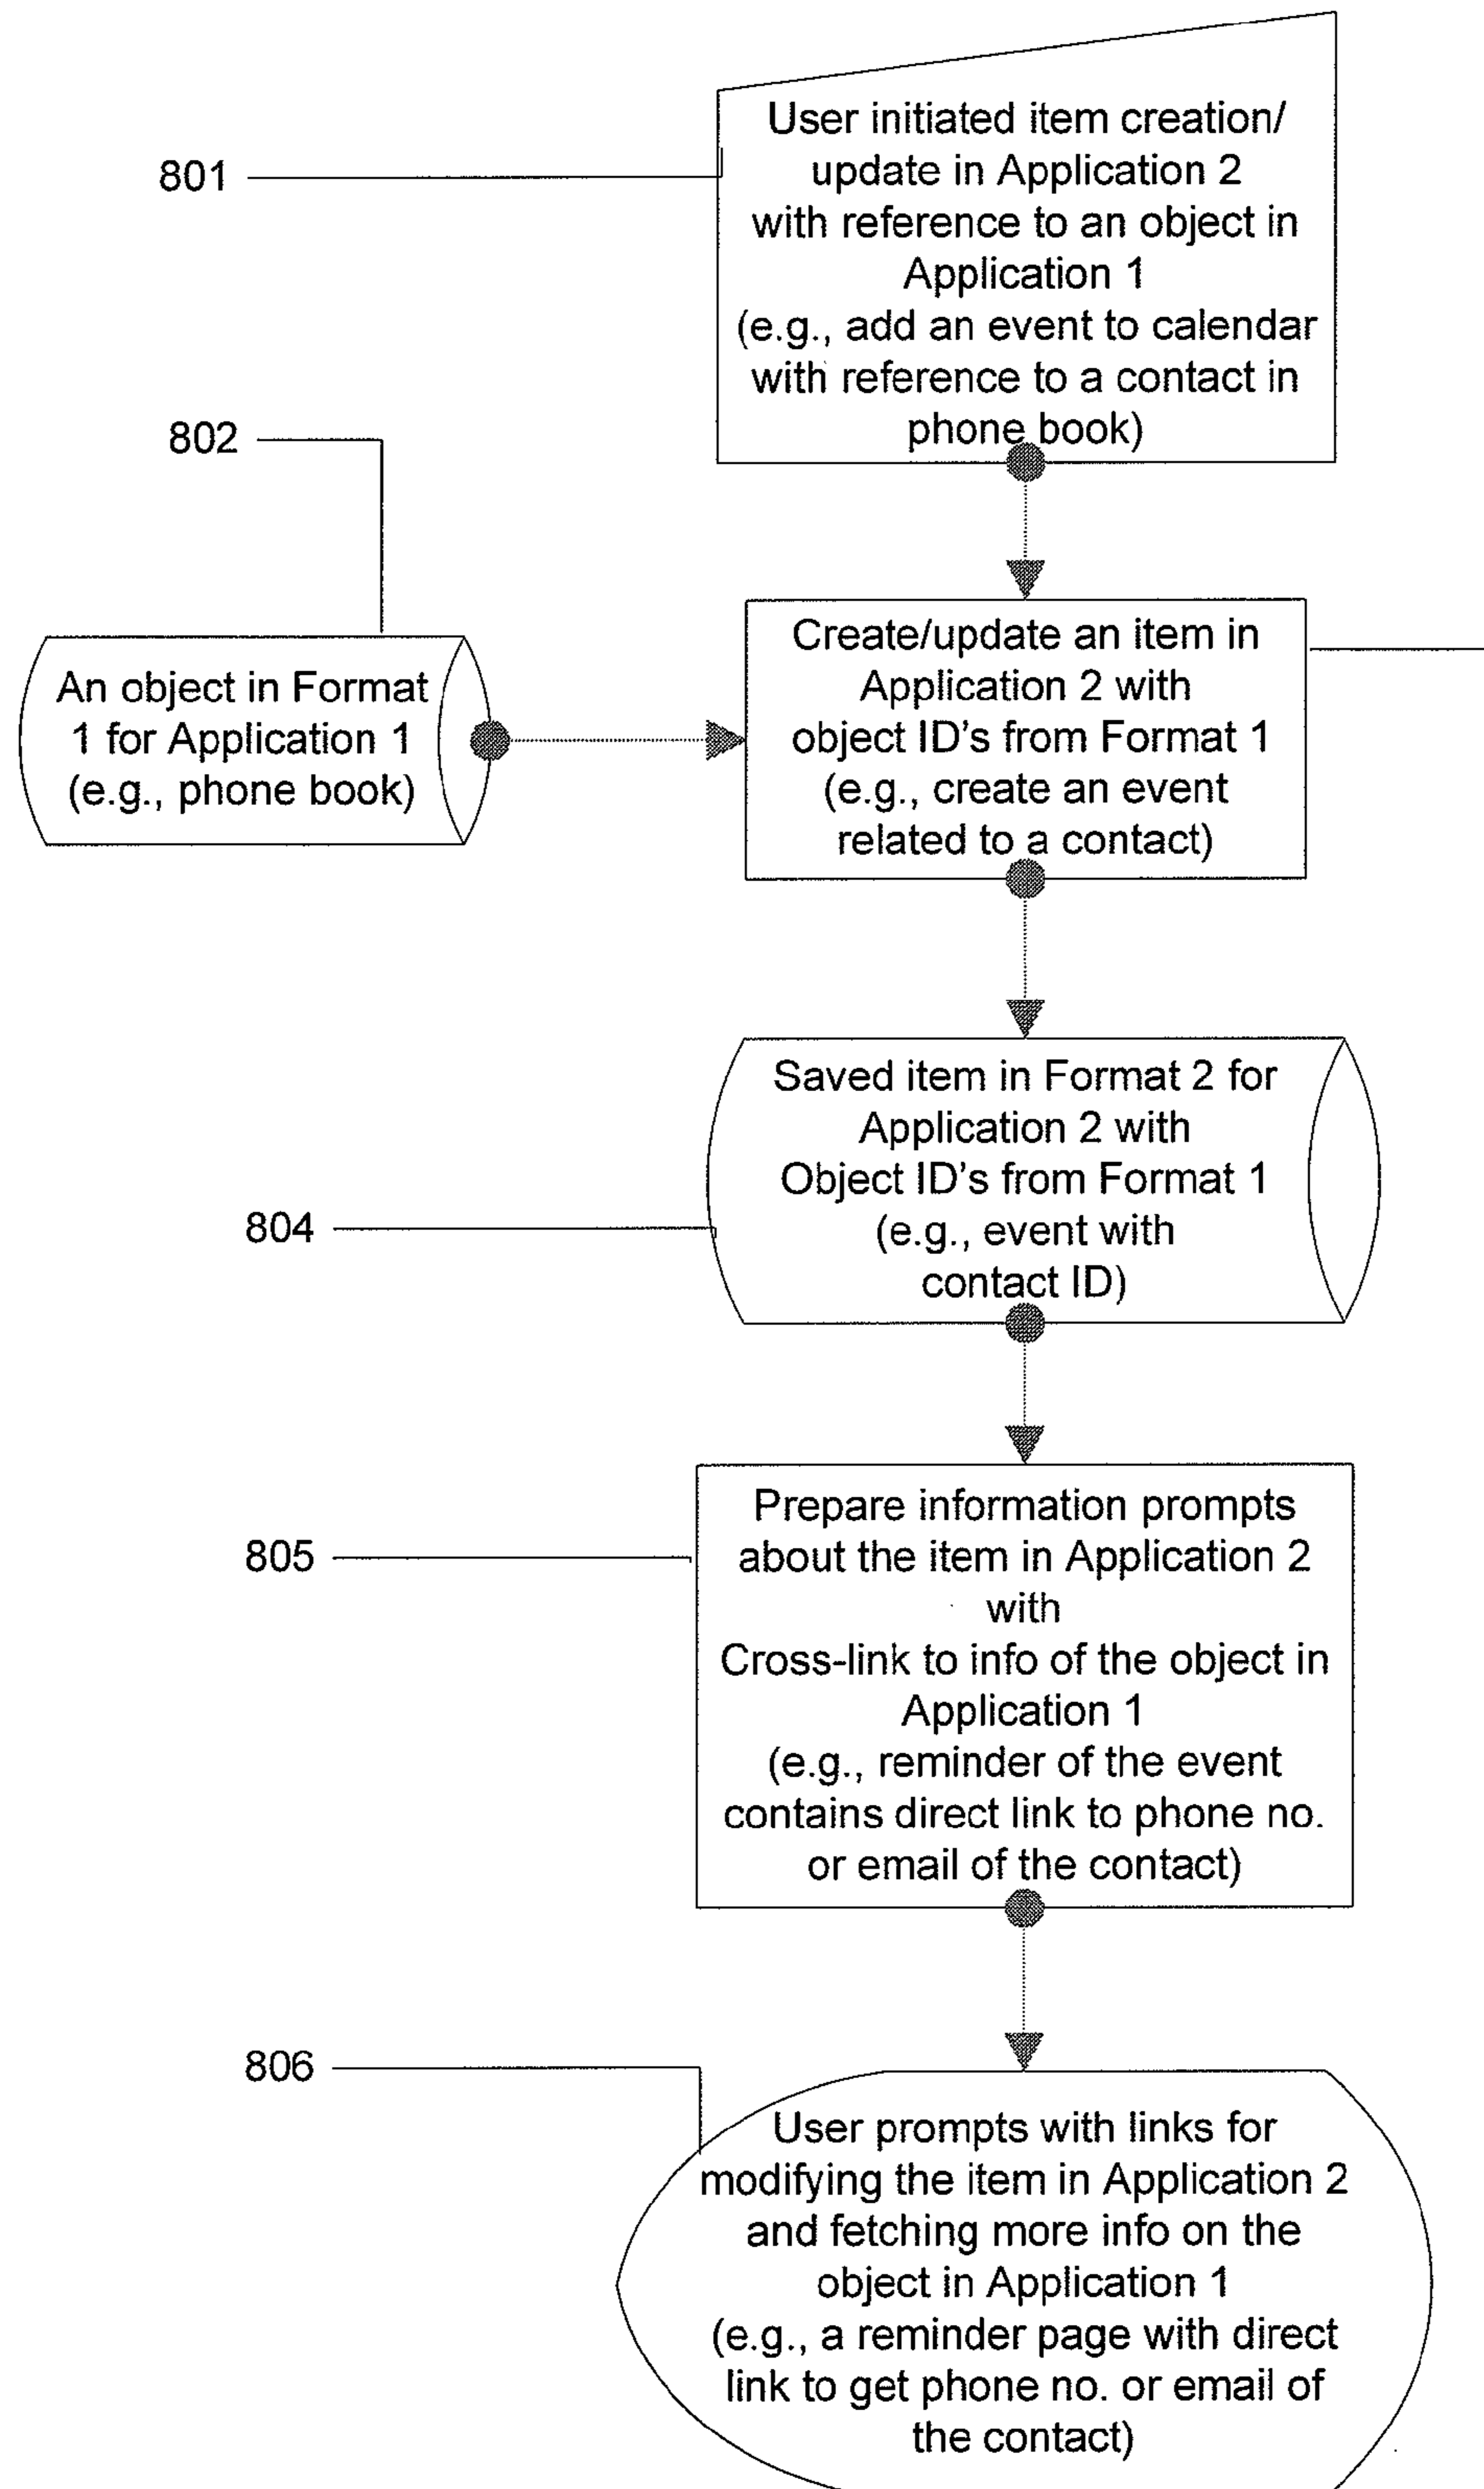 801
User initiated item creation/
update in Application 2
with reference to an object in
Application 1
(e.g., add an event to calendar
with reference to a contact in
phone book)
802
An object in Format
1 for Application 1
(e.g., phone book)
Create/update an item in
Application 2 with
object ID's from Format 1
(e.g., create an event
related to a contact)
804
Saved item in Format 2 for
Application 2 with
Object ID's from Format 1
(e.g., event with
contact ID)
805
Prepare information prompts
about the item in Application 2
with
Cross-link to info of the object in
Application 1
(e.g., reminder of the event
contains direct link to phone no.
or email of the contact)
806
User prompts with links for
modifying the item in Application 2
and fetching more info on the
object in Application 1
(e.g., a reminder page with direct
link to get phone no. or email of
the contact)